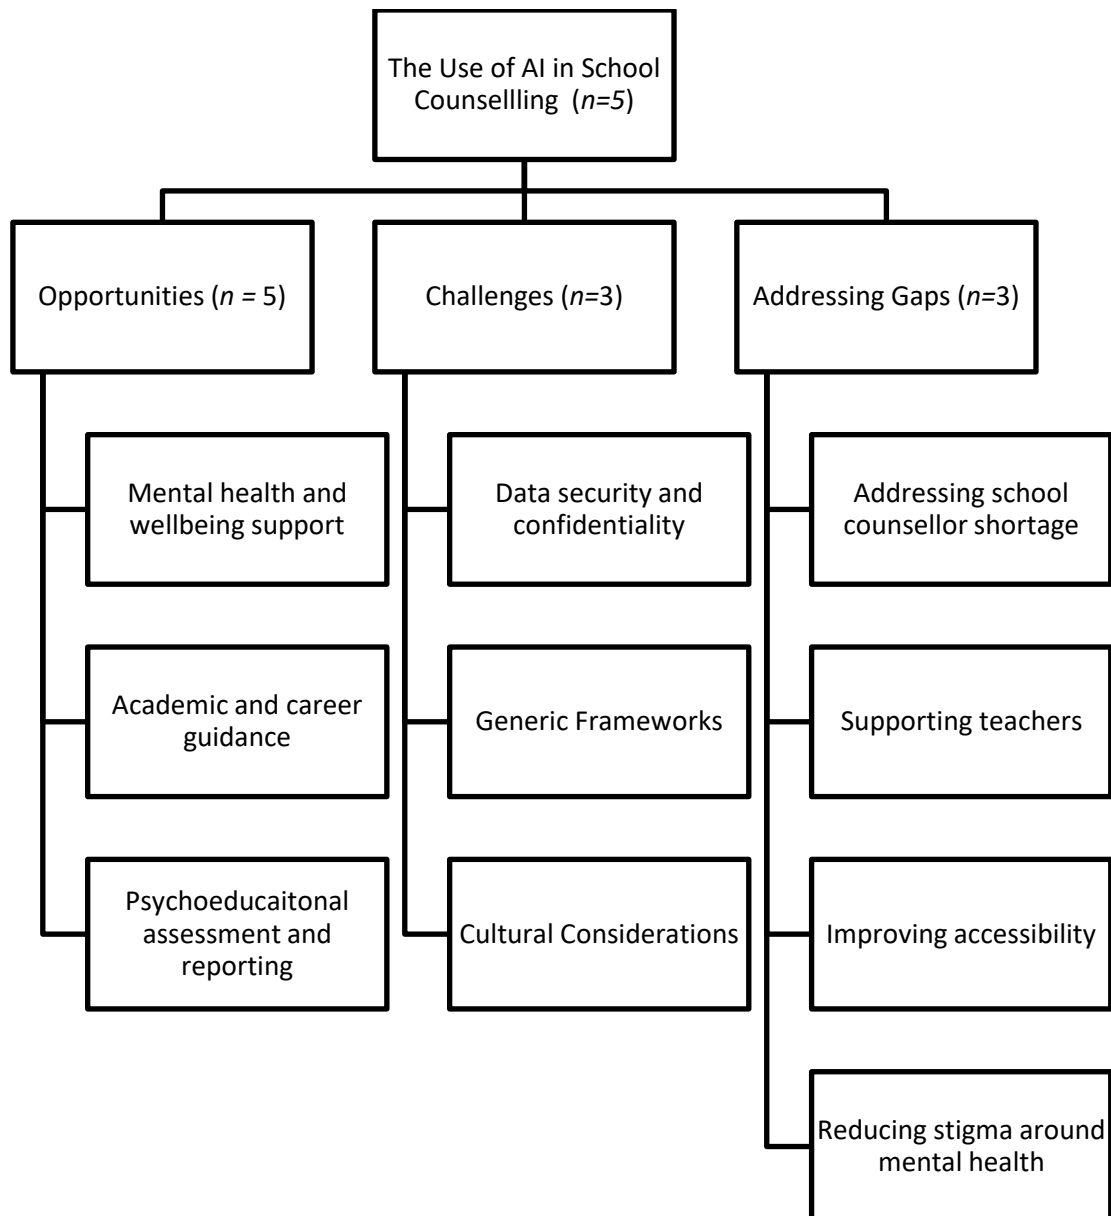 The Use of AI in School
Counsellling (n=5)
Opportunities (n = 5)
Challenges (n=3)
Addressing Gaps (n=3)
Mental health and
wellbeing support
Data security and
confidentiality
Addressing school
counsellor shortage
Academic and career
guidance
Generic Frameworks
Supporting teachers
Psychoeducaitonal
assessment and
reporting
Cultural Considerations
Improving accessibility
Reducing stigma around
mental health